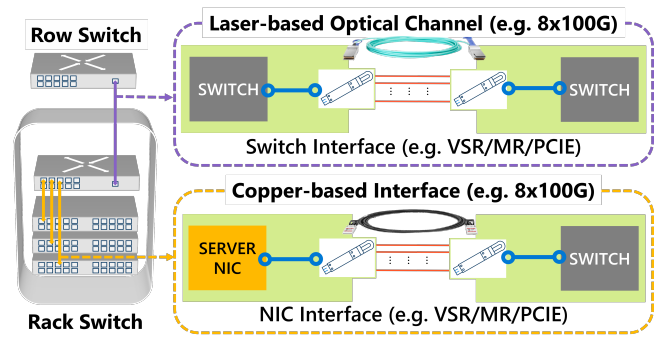 Row Switch
Laser-based Optical Channel (e.g. 8x100G)
SWITCH
SWITCH
Switch Interface (e.g. VSR/MR/PCIE)
Copper-based Interface (e.g. 8x100G)
SERVER
NIC
SWITCH
NIC Interface (e.g. VSR/MR/PCIE)
Rack Switch